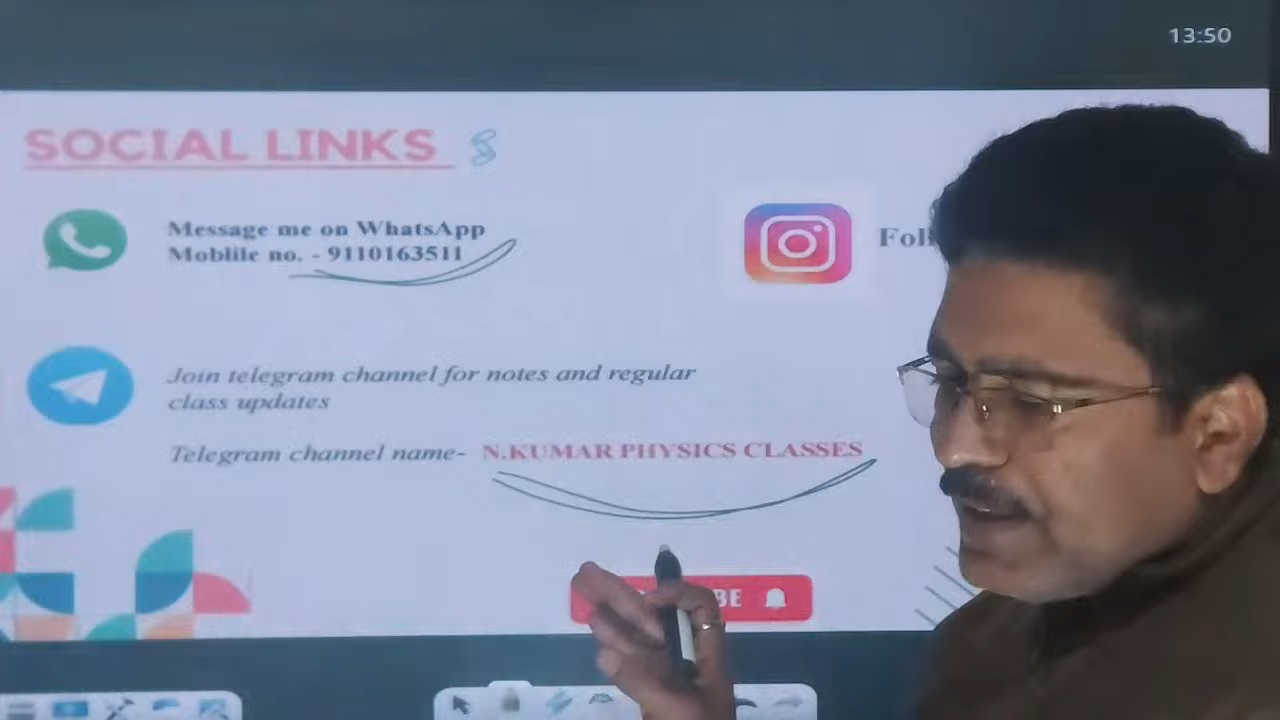 13:50
SOCIAL LINKS 8
Message me on WhatsApp
Moblile no. - 9110163511
Join telegram channel for notes and regular
class updates
Telegram channel name- N.KUMAR PHYSICS CLASSES